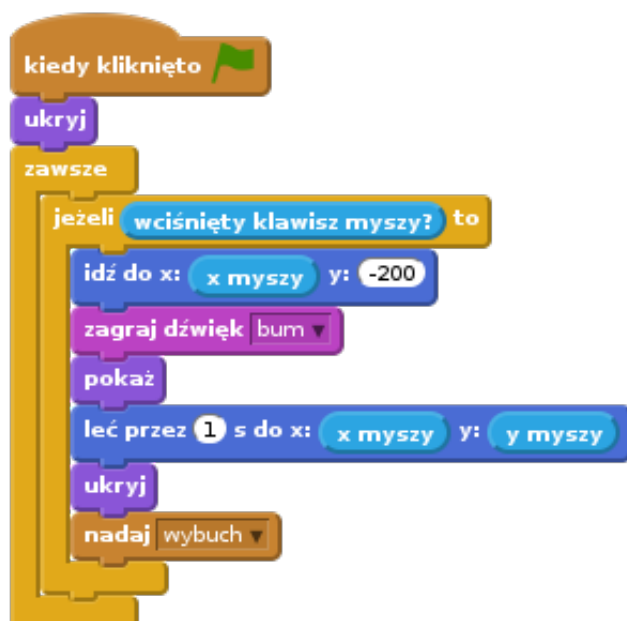 kiedy kliknięto
ukryj
zawsze
jeżeli wciśnięty klawisz myszy? to
idź do x: x myszy y: -200
zagraj dźwięk bum
pokaż
leć przez 1 s do x: x myszy y: y myszy
ukryj
nadaj wybuch